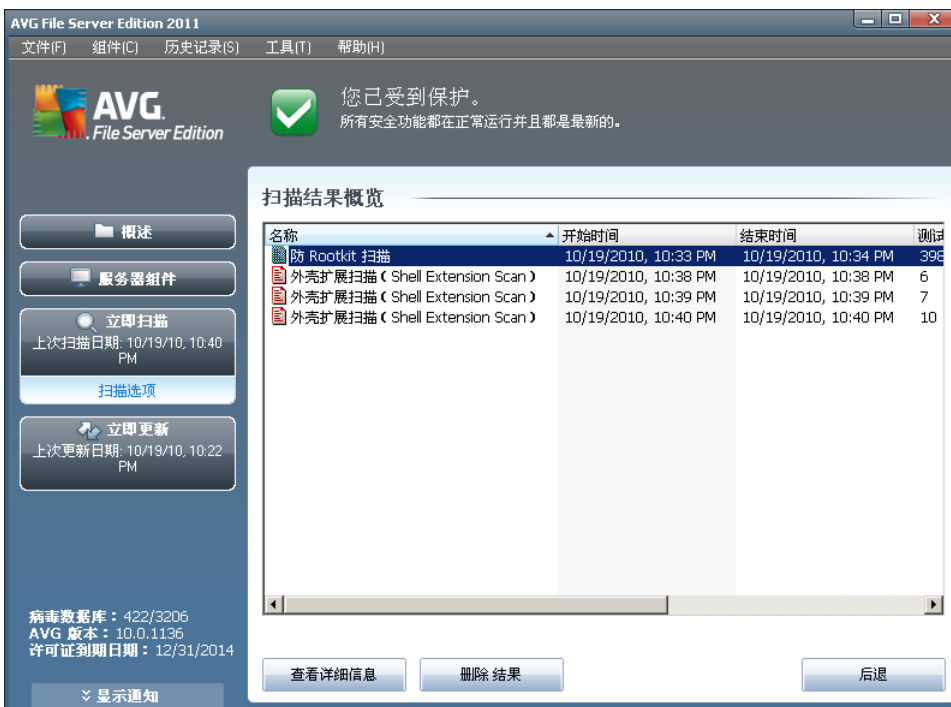 AVG File Server Edition 2011
文件(F) 组件(C) 历史记录(S) 工具(T) 帮助(H)
AVG.
File Server Edition
您已受到保护。
所有安全功能都在正常运行并且都是最新的。
概述
服务器组件
立即扫描
上次扫描日期: 10/19/10, 10:40
PM
扫描选项
立即更新
上次更新日期: 10/19/10, 10:22
PM
病毒数据库：422/3206
AVG 版本：10.0.1136
许可证到期日期：12/31/2014
显示通知
扫描结果概览
名称 开始时间 结束时间 测试
防 Rootkit 扫描 10/19/2010, 10:33 PM 10/19/2010, 10:34 PM 398
外壳扩展扫描（Shell Extension Scan） 10/19/2010, 10:38 PM 10/19/2010, 10:38 PM 6
外壳扩展扫描（Shell Extension Scan） 10/19/2010, 10:39 PM 10/19/2010, 10:39 PM 7
外壳扩展扫描（Shell Extension Scan） 10/19/2010, 10:40 PM 10/19/2010, 10:40 PM 10
查看详细信息 删除 结果 后退